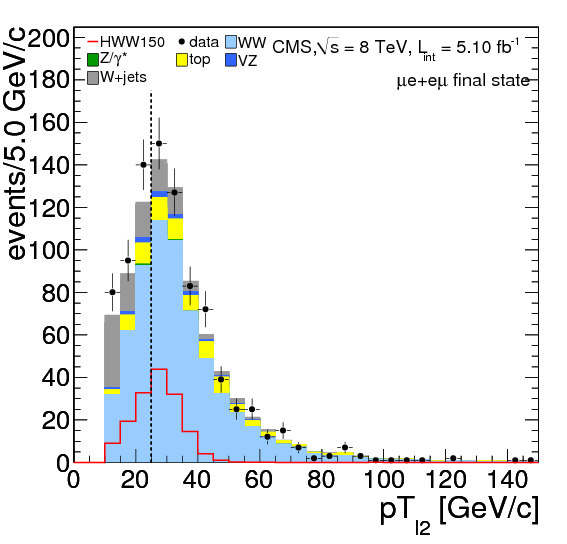 events/5.0 GeV/c
HWW150
data
WW
CMS,√s = 8 TeV, L_int = 5.10 fb⁻¹
Z/γ*
top
VZ
W+jets
μe+eμ final state
200
180
160
140
120
100
80
60
40
20
0
0 20 40 60 80 100 120 140
pT_l2 [GeV/c]